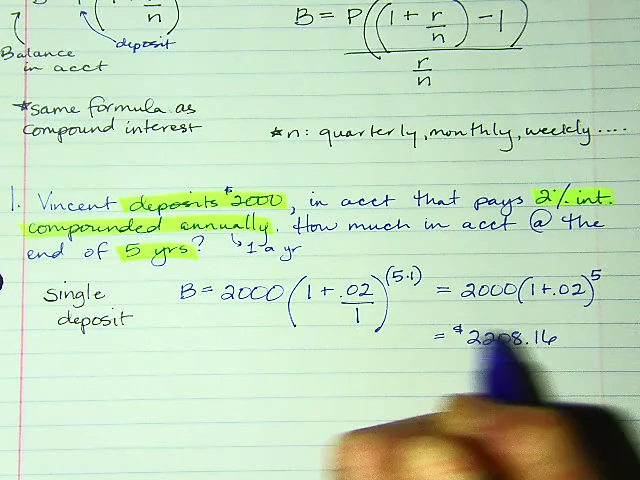 B = P(1 + r/n)
Balance in acct
deposit
*same formula as
compound interest
B = P((1 + r/n) - 1)
r/n
*n: quarterly, monthly, weekly....
1. Vincent deposits $2000, in acct that pays 2% int.
compounded annually. How much in acct @ the
end of 5 yrs? 1 a yr
Single
deposit
B = 2000(1 + .02/1)^(5·1) = 2000(1+.02)^5
= $2208.16